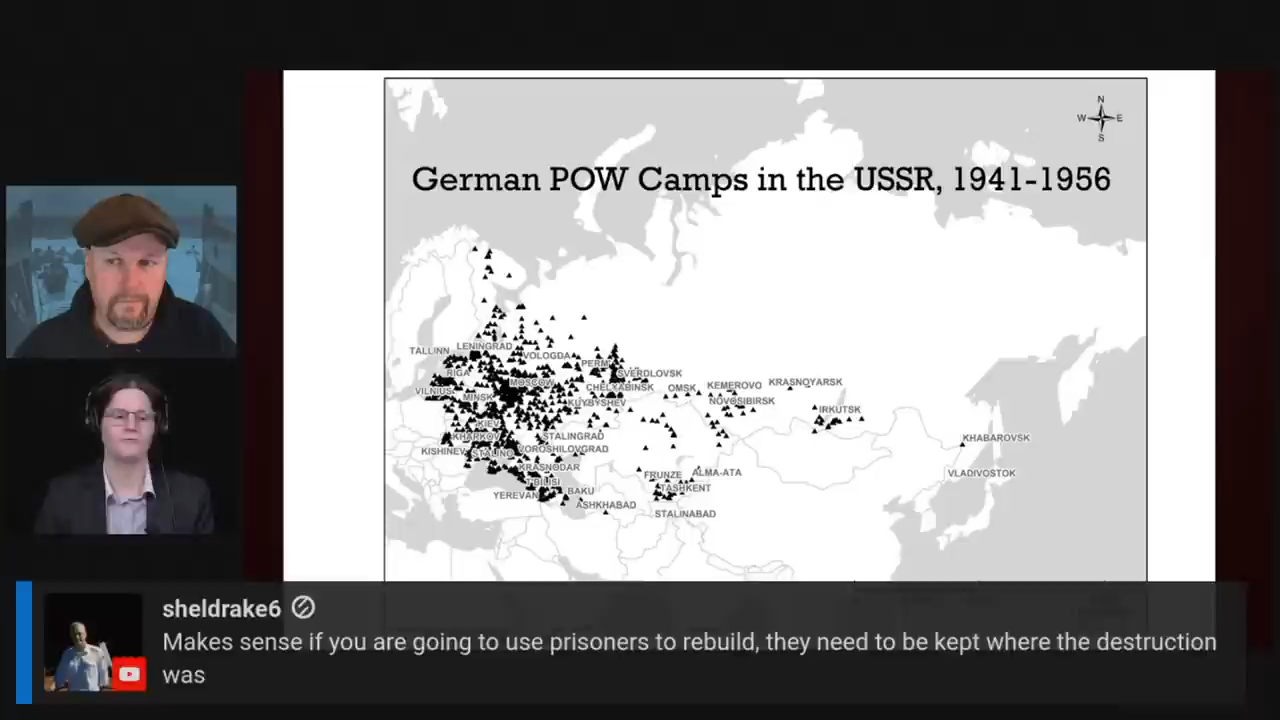 N
W E
S
German POW Camps in the USSR, 1941-1956
TALLINN LENINGRAD
VOLOGDA
PERM
RIGA SVERDLOVSK
MOSCOW
VILNIUS CHELYABINSK OMSK KEMEROVO KRASNOYARSK
MINSK KUYBYSHEV NOVOSIBIRSK
IRKUTSK
KIEV
KHARKOV STALINGRAD KHABAROVSK
KISHINEV STALINO VOROSHILOVGRAD
KRASNODAR FRUNZE ALMA-ATA VLADIVOSTOK
T'BILISI TASHKENT
YEREVAN BAKU
ASHKHABAD STALINABAD
sheldrake6
Makes sense if you are going to use prisoners to rebuild, they need to be kept where the destruction
was